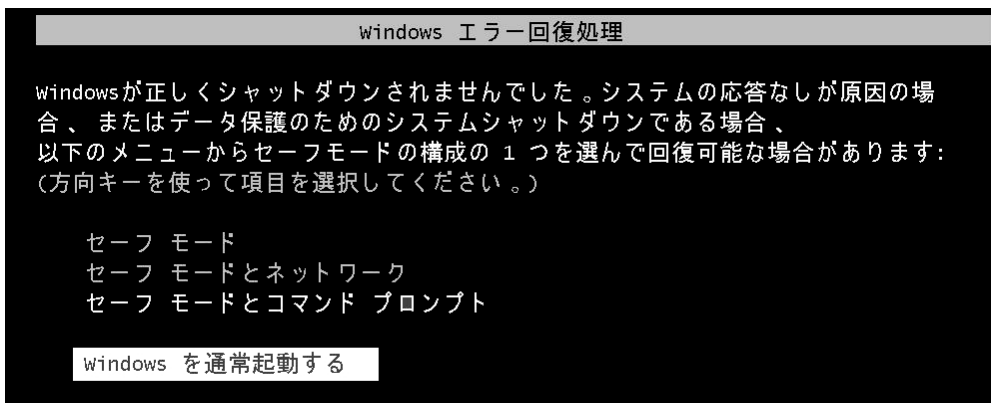 Windows エラー回復処理
Windowsが正しくシャットダウンされませんでした。システムの応答なしが原因の場
合、またはデータ保護のためのシステムシャットダウンである場合、
以下のメニューからセーフモードの構成の 1 つを選んで回復可能な場合があります:
(方向キーを使って項目を選択してください。)
セーフ モード
セーフ モードとネットワーク
セーフ モードとコマンド プロンプト
Windows を通常起動する